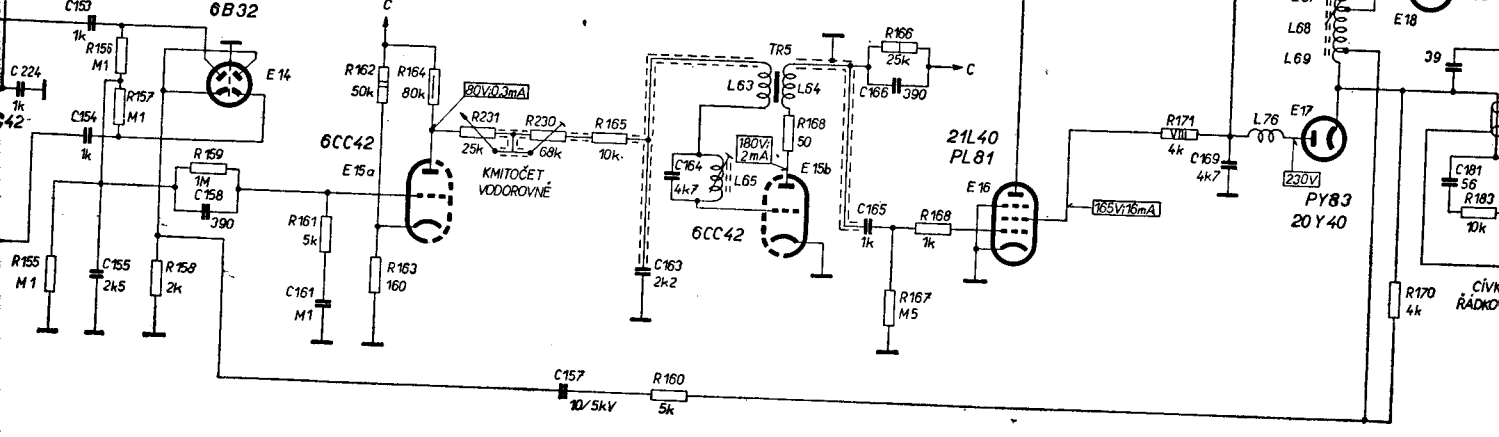 C153
1k
6B32
C
R156
M1
E14
C224
1k
R157
M1
C154
1k
R162
50k
R164
80k
80V;0,3mA
R231
25k
R230
68k
R165
10k
KMITOČET
VODOROVNĚ
6CC42
E15a
R159
1M
C158
390
R161
5k
C161
M1
R163
160
R155
M1
C155
2k5
R158
2k
TR5
L63
L64
R166
25k
C166
390
C
R168
50
180V;
2mA
E15b
C164
4k7
L65
6CC42
C163
2k2
C165
1k
R168
1k
R167
M5
21L40
PL81
E16
165V;16mA
R171
4k
C169
4k7
L76
E17
230V
PY83
20Y40
L68
L69
E18
39
C181
56
R183
10k
R170
4k
C157
10/5kV
R160
5k